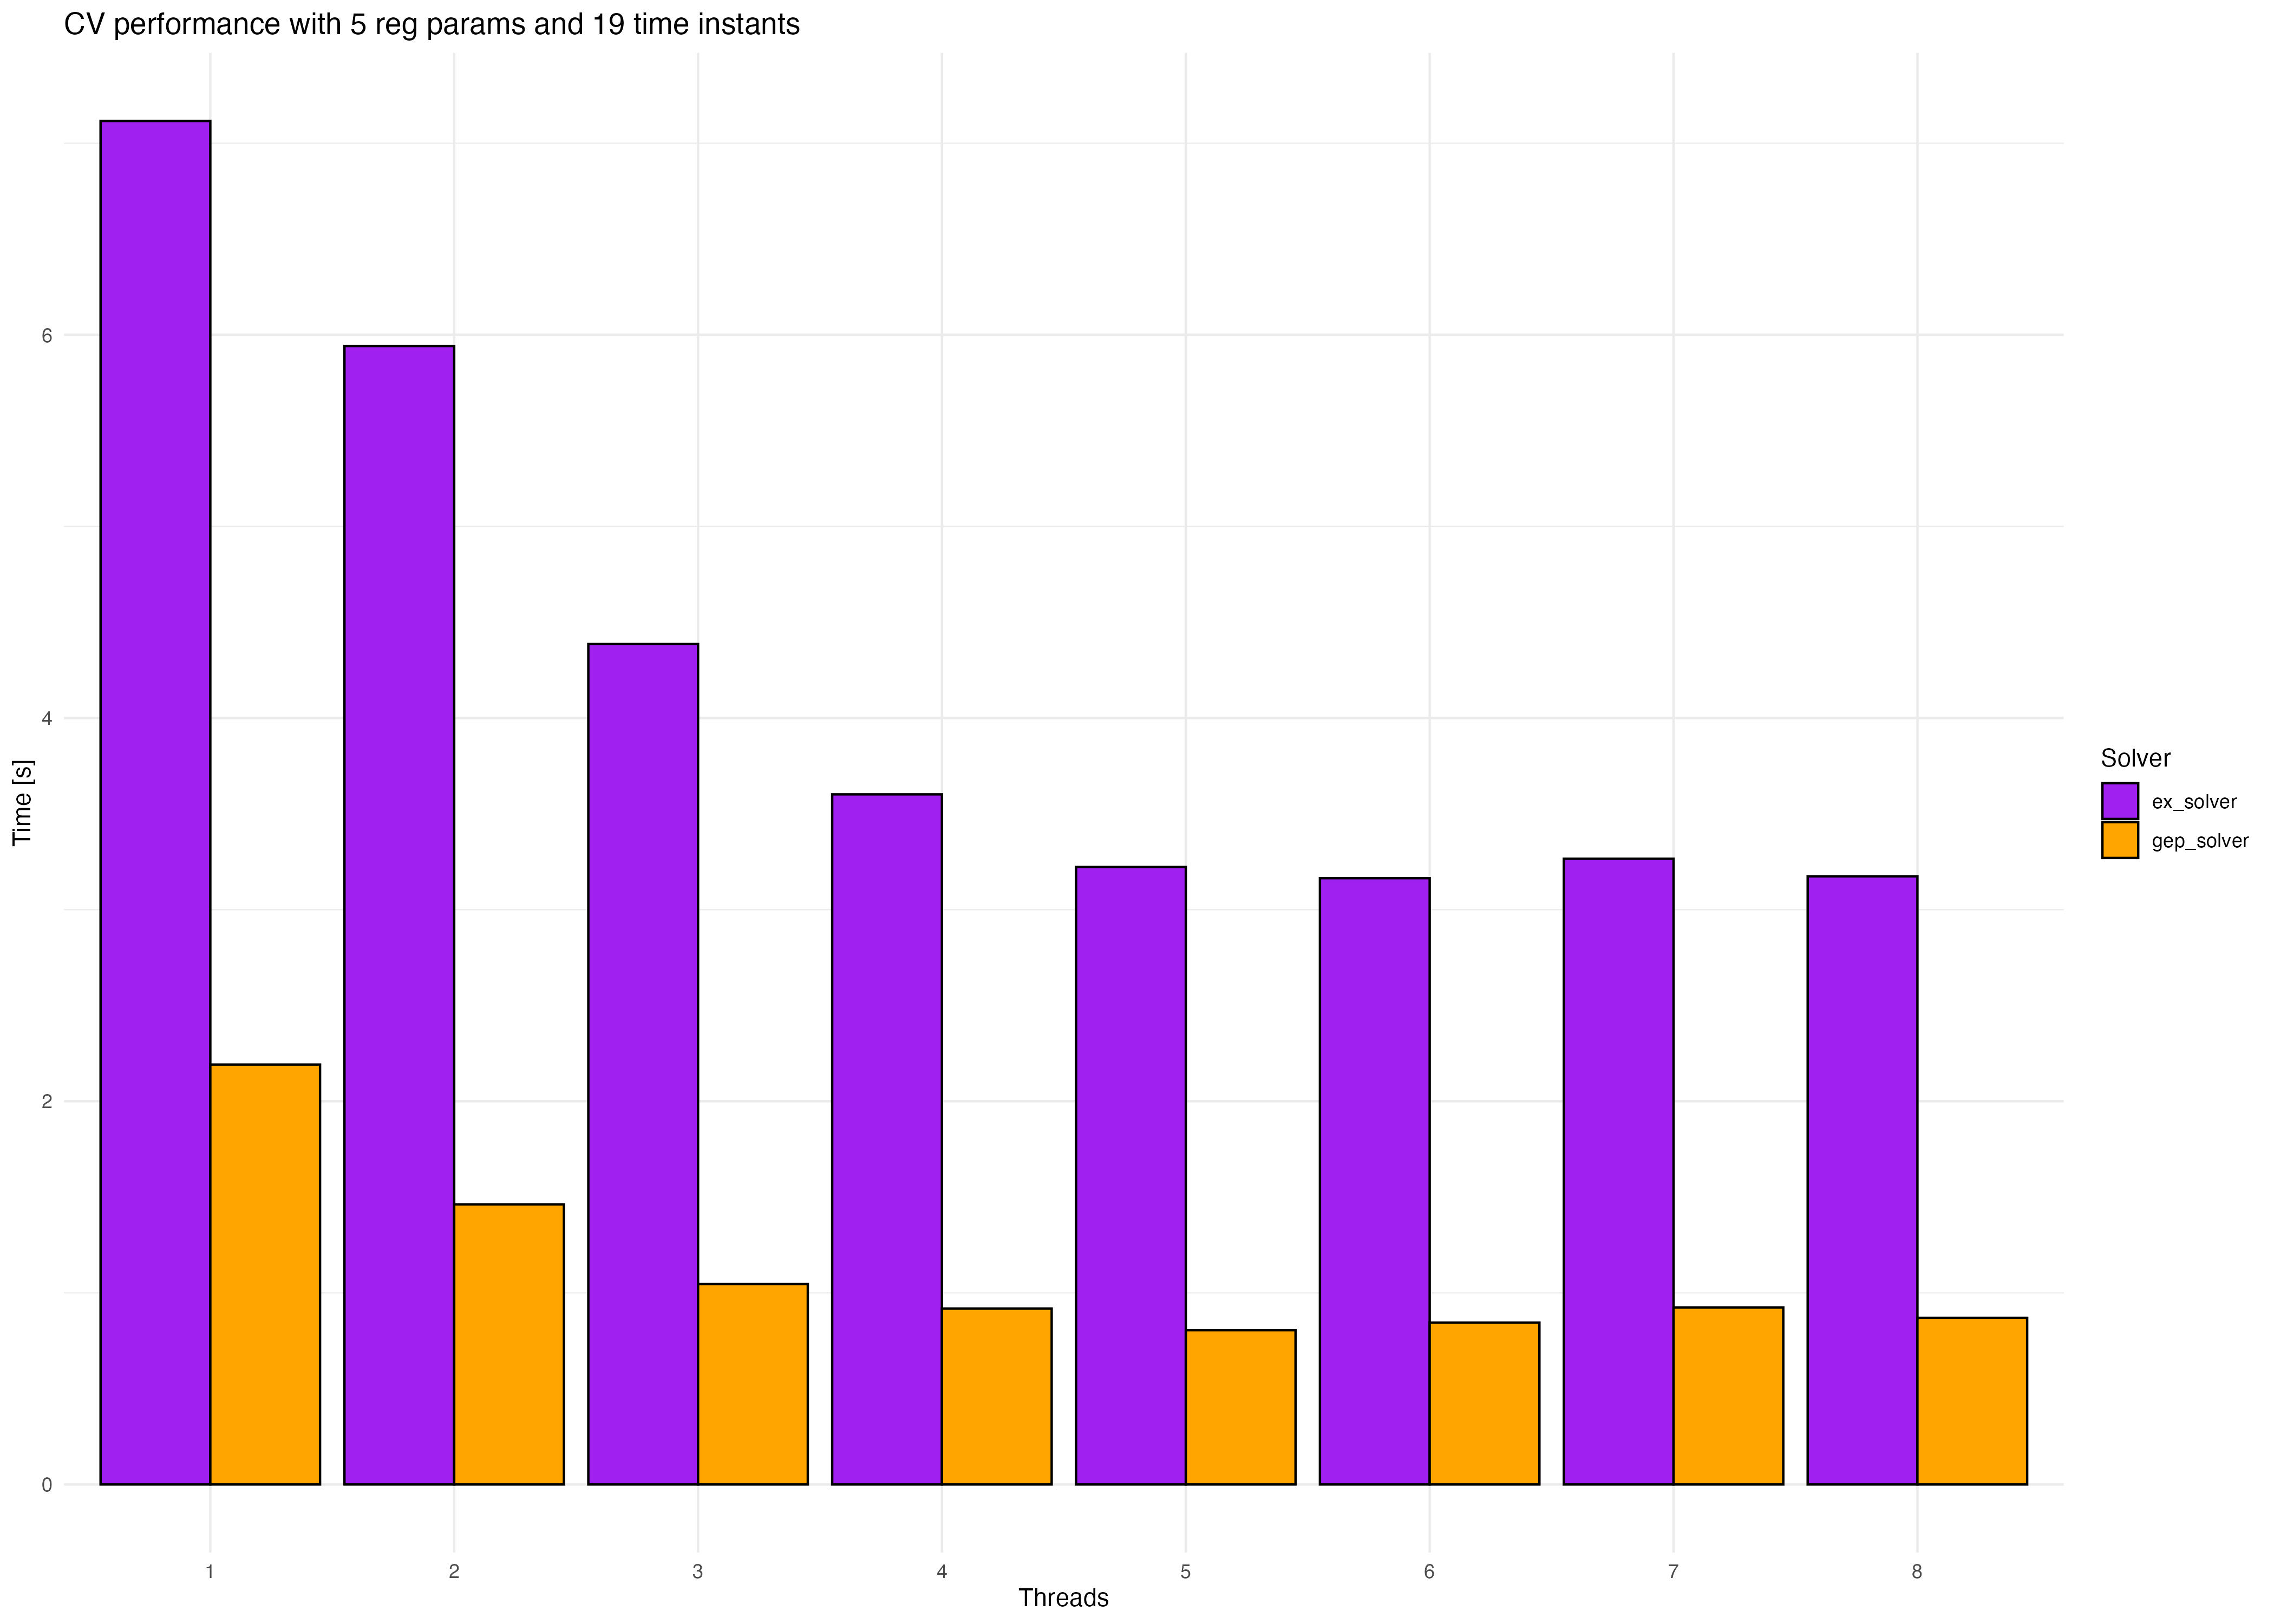 CV performance with 5 reg params and 19 time instants
6
4
2
0
Time [s]
1 2 3 4 5 6 7 8
Threads
Solver
ex_solver
gep_solver